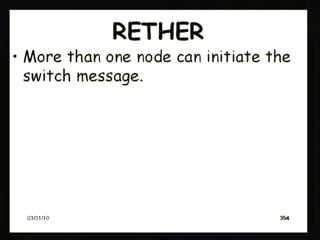 RETHER
• More than one node can initiate the
switch message.
03/31/10
354